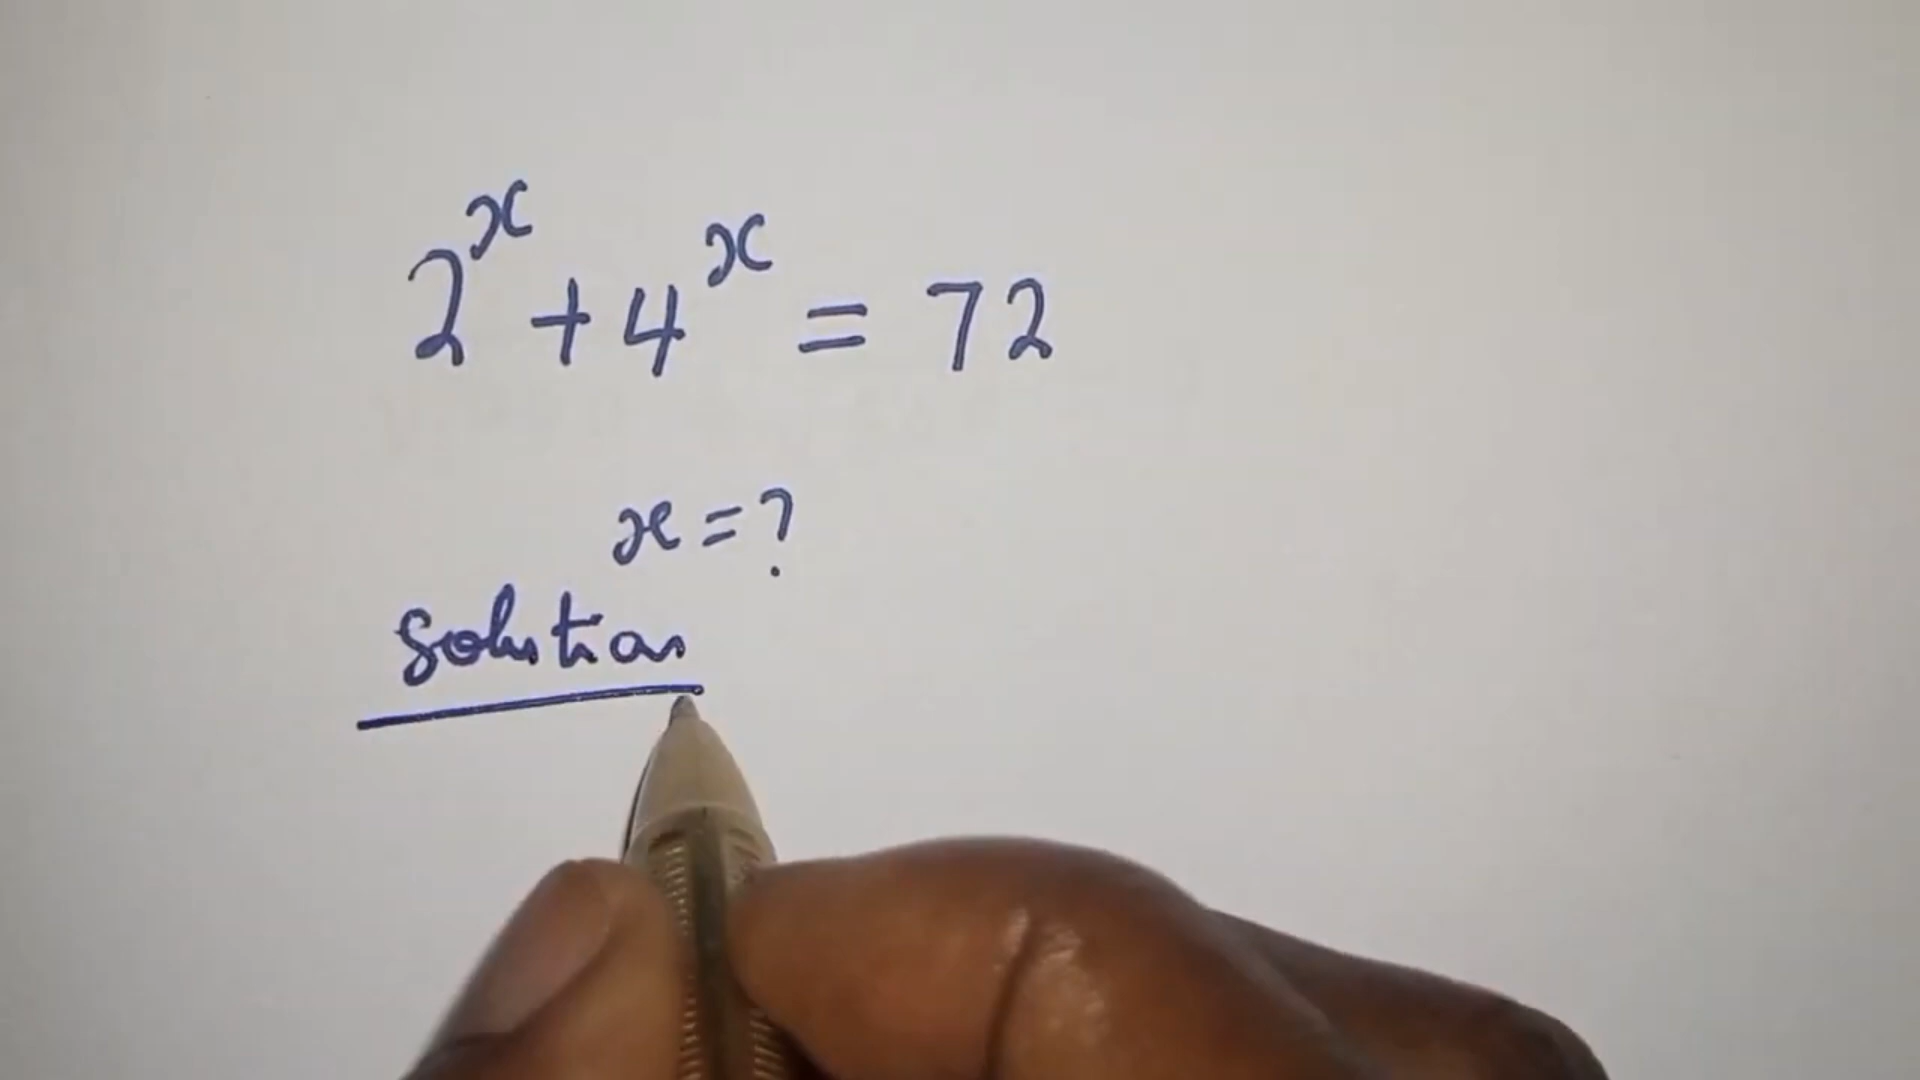 2^x + 4^x = 72
x = ?
solution